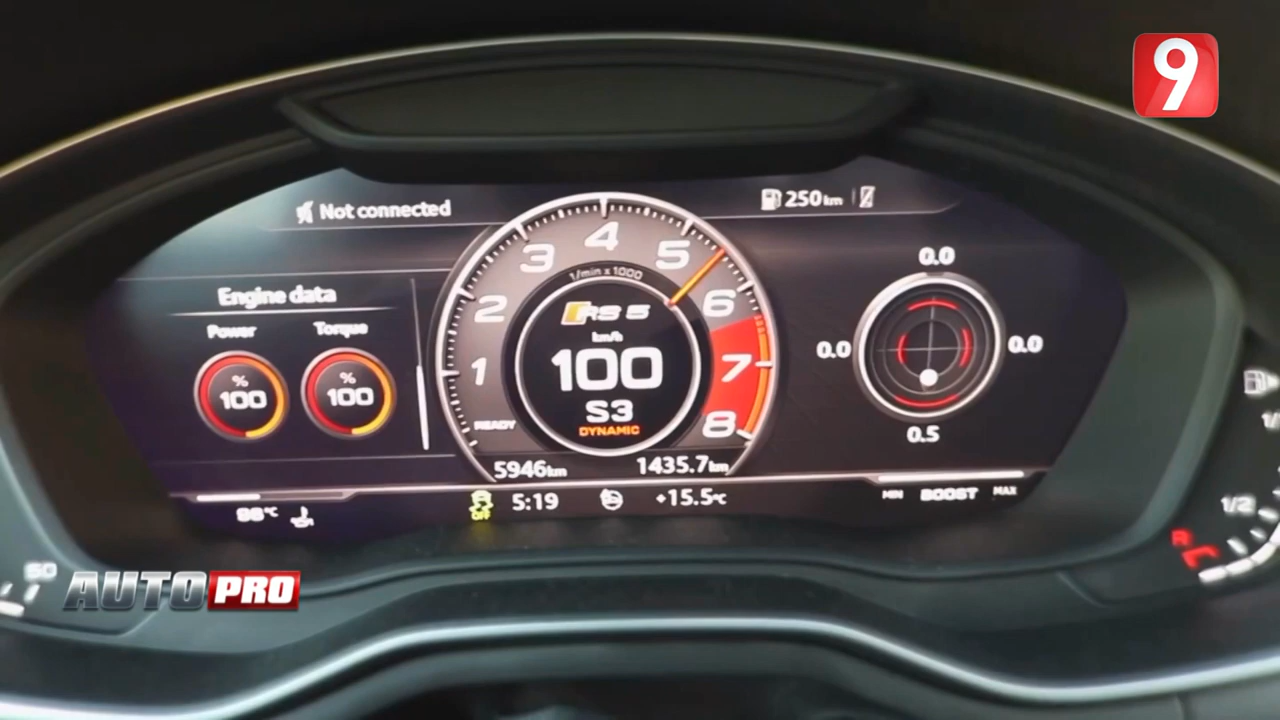 9
Not connected
250km
Engine data
Power
Torque
%
100
%
100
1
2
3
4
5
6
7
8
1/min x 1000
RS 5
km/h
100
S3
DYNAMIC
READY
5946km
1435.7km
0.0
0.0
0.0
0.5
MIN BOOST MAX
OFF
5:19
+15.5°C
1/2
R
50
AUTO PRO